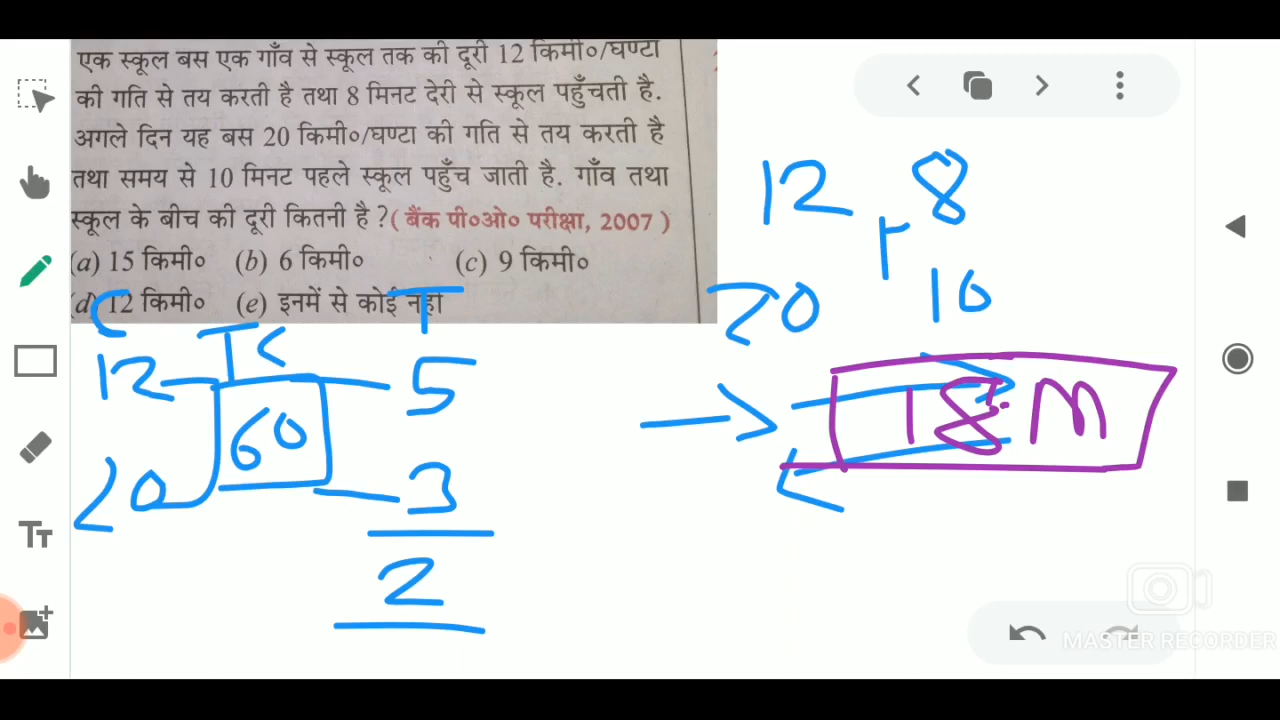 एक स्कूल बस एक गाँव से स्कूल तक की दूरी 12 किमी०/घण्टा
की गति से तय करती है तथा 8 मिनट देरी से स्कूल पहुँचती है.
अगले दिन यह बस 20 किमी०/घण्टा की गति से तय करती है
तथा समय से 10 मिनट पहले स्कूल पहुँच जाती है. गाँव तथा
स्कूल के बीच की दूरी कितनी है ? ( बैंक पी०ओ० परीक्षा, 2007 )
(a) 15 किमी० (b) 6 किमी० (c) 9 किमी०
(d) 12 किमी० (e) इनमें से कोई नहीं
12 8
20 10
T
12 60 5
20 3
2
18 M
Tт
MASTER RECORDER